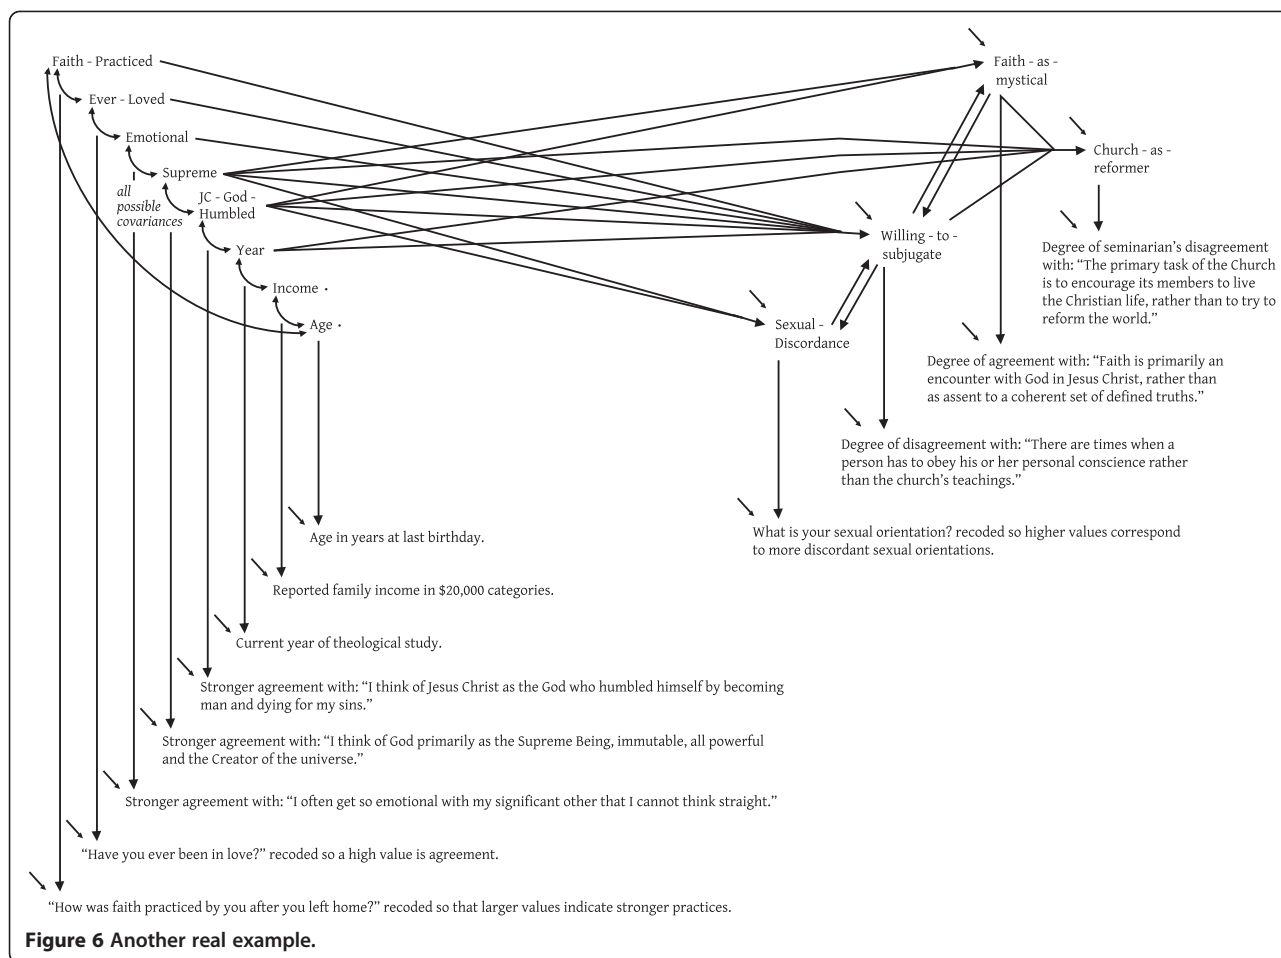 Faith - Practiced
Ever - Loved
Emotional
Supreme
all
possible
covariances
JC - God -
Humbled
Year
Income
Age
Faith - as -
mystical
Church - as -
reformer
Willing - to -
subjugate
Sexual -
Discordance
Degree of seminarian's disagreement
with: “The primary task of the Church
is to encourage its members to live
the Christian life, rather than to try to
reform the world.”
Degree of agreement with: “Faith is primarily an
encounter with God in Jesus Christ, rather than
as assent to a coherent set of defined truths.”
Degree of disagreement with: “There are times when a
person has to obey his or her personal conscience rather
than the church’s teachings.”
What is your sexual orientation? recoded so higher values correspond
to more discordant sexual orientations.
Age in years at last birthday.
Reported family income in $20,000 categories.
Current year of theological study.
Stronger agreement with: “I think of Jesus Christ as the God who humbled himself by becoming
man and dying for my sins.”
Stronger agreement with: “I think of God primarily as the Supreme Being, immutable, all powerful
and the Creator of the universe.”
Stronger agreement with: “I often get so emotional with my significant other that I cannot think straight.”
“Have you ever been in love?” recoded so a high value is agreement.
“How was faith practiced by you after you left home?” recoded so that larger values indicate stronger practices.
Figure 6 Another real example.